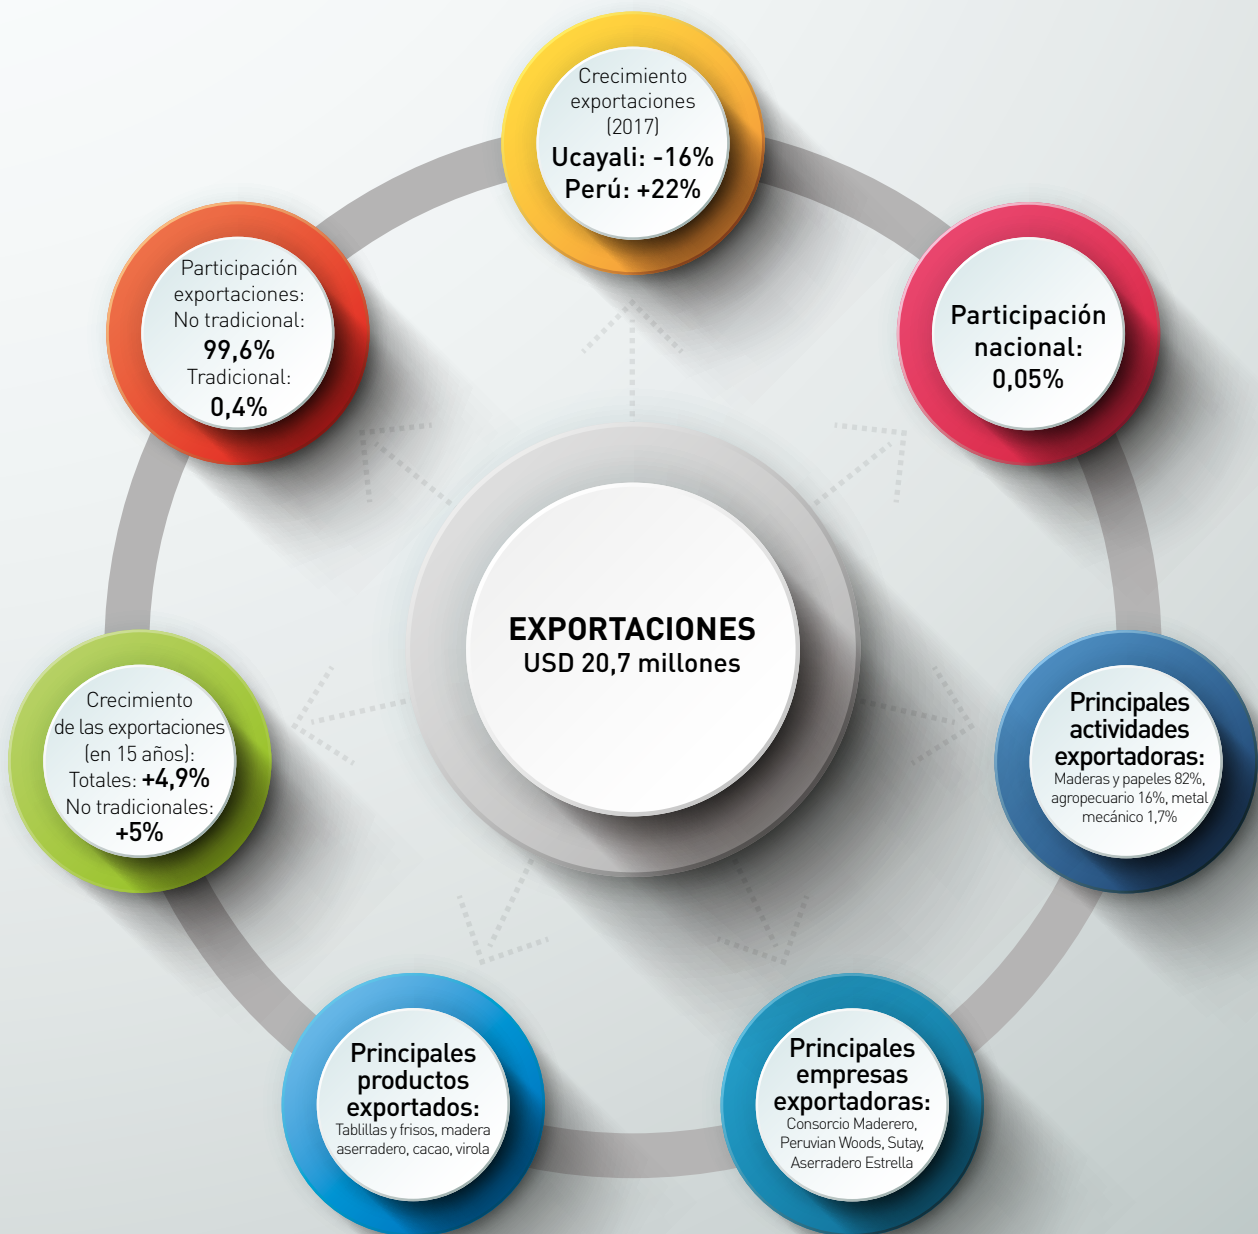 Crecimiento
exportaciones
(2017)
Ucayali: -16%
Perú: +22%
Participación
exportaciones:
No tradicional:
99,6%
Tradicional:
0,4%
Participación
nacional:
0,05%
EXPORTACIONES
USD 20,7 millones
Crecimiento
de las exportaciones
(en 15 años):
Totales: +4,9%
No tradicionales:
+5%
Principales
actividades
exportadoras:
Maderas y papeles 82%,
agropecuario 16%, metal
mecánico 1,7%
Principales
productos
exportados:
Tablillas y frisos, madera
aserradero, cacao, virola
Principales
empresas
exportadoras:
Consorcio Maderero,
Peruvian Woods, Sutay,
Aserradero Estrella